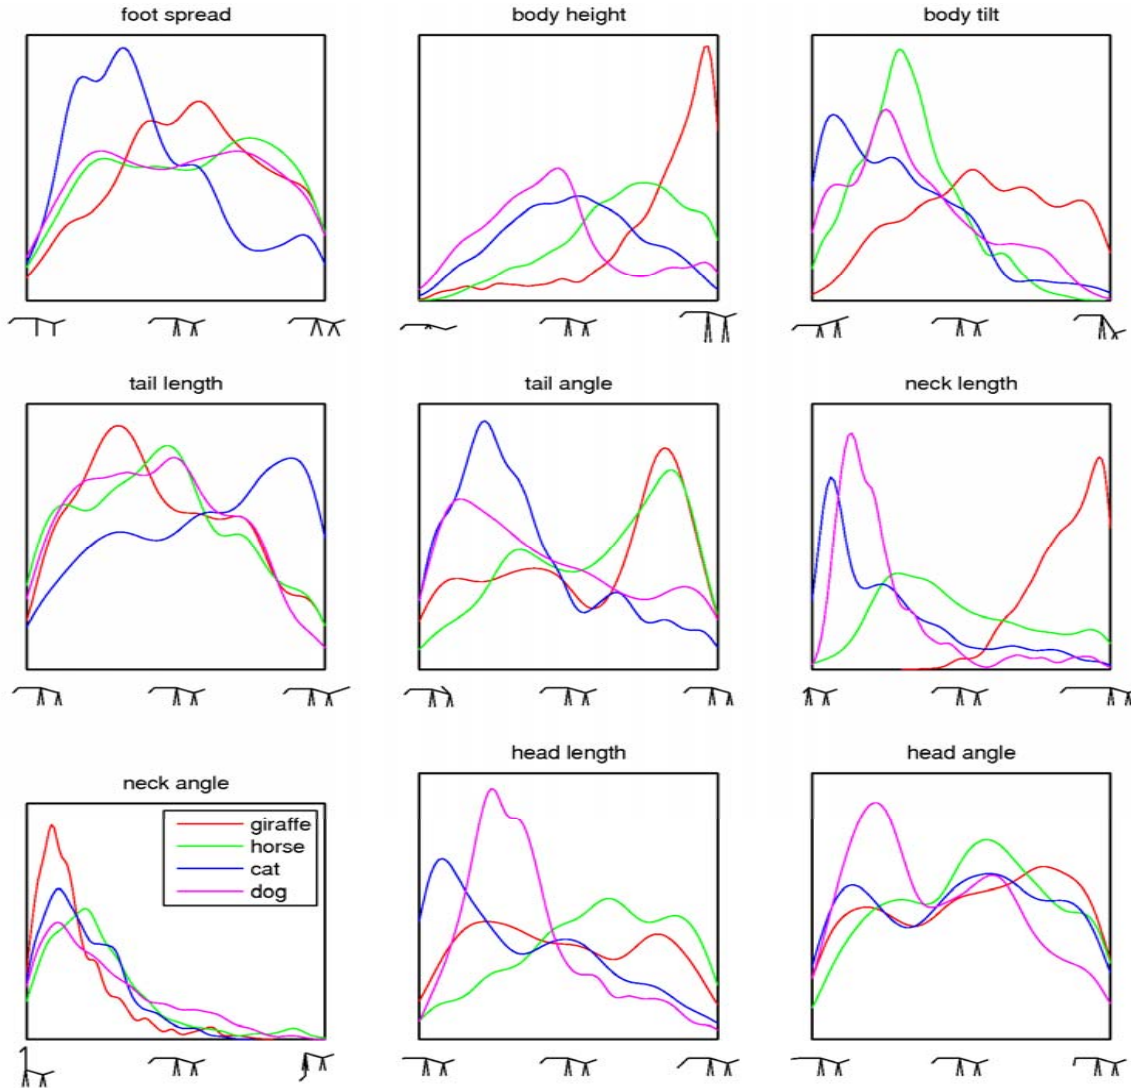 foot spread
body height
body tilt
tail length
tail angle
neck length
neck angle
head length
head angle
giraffe
horse
cat
dog